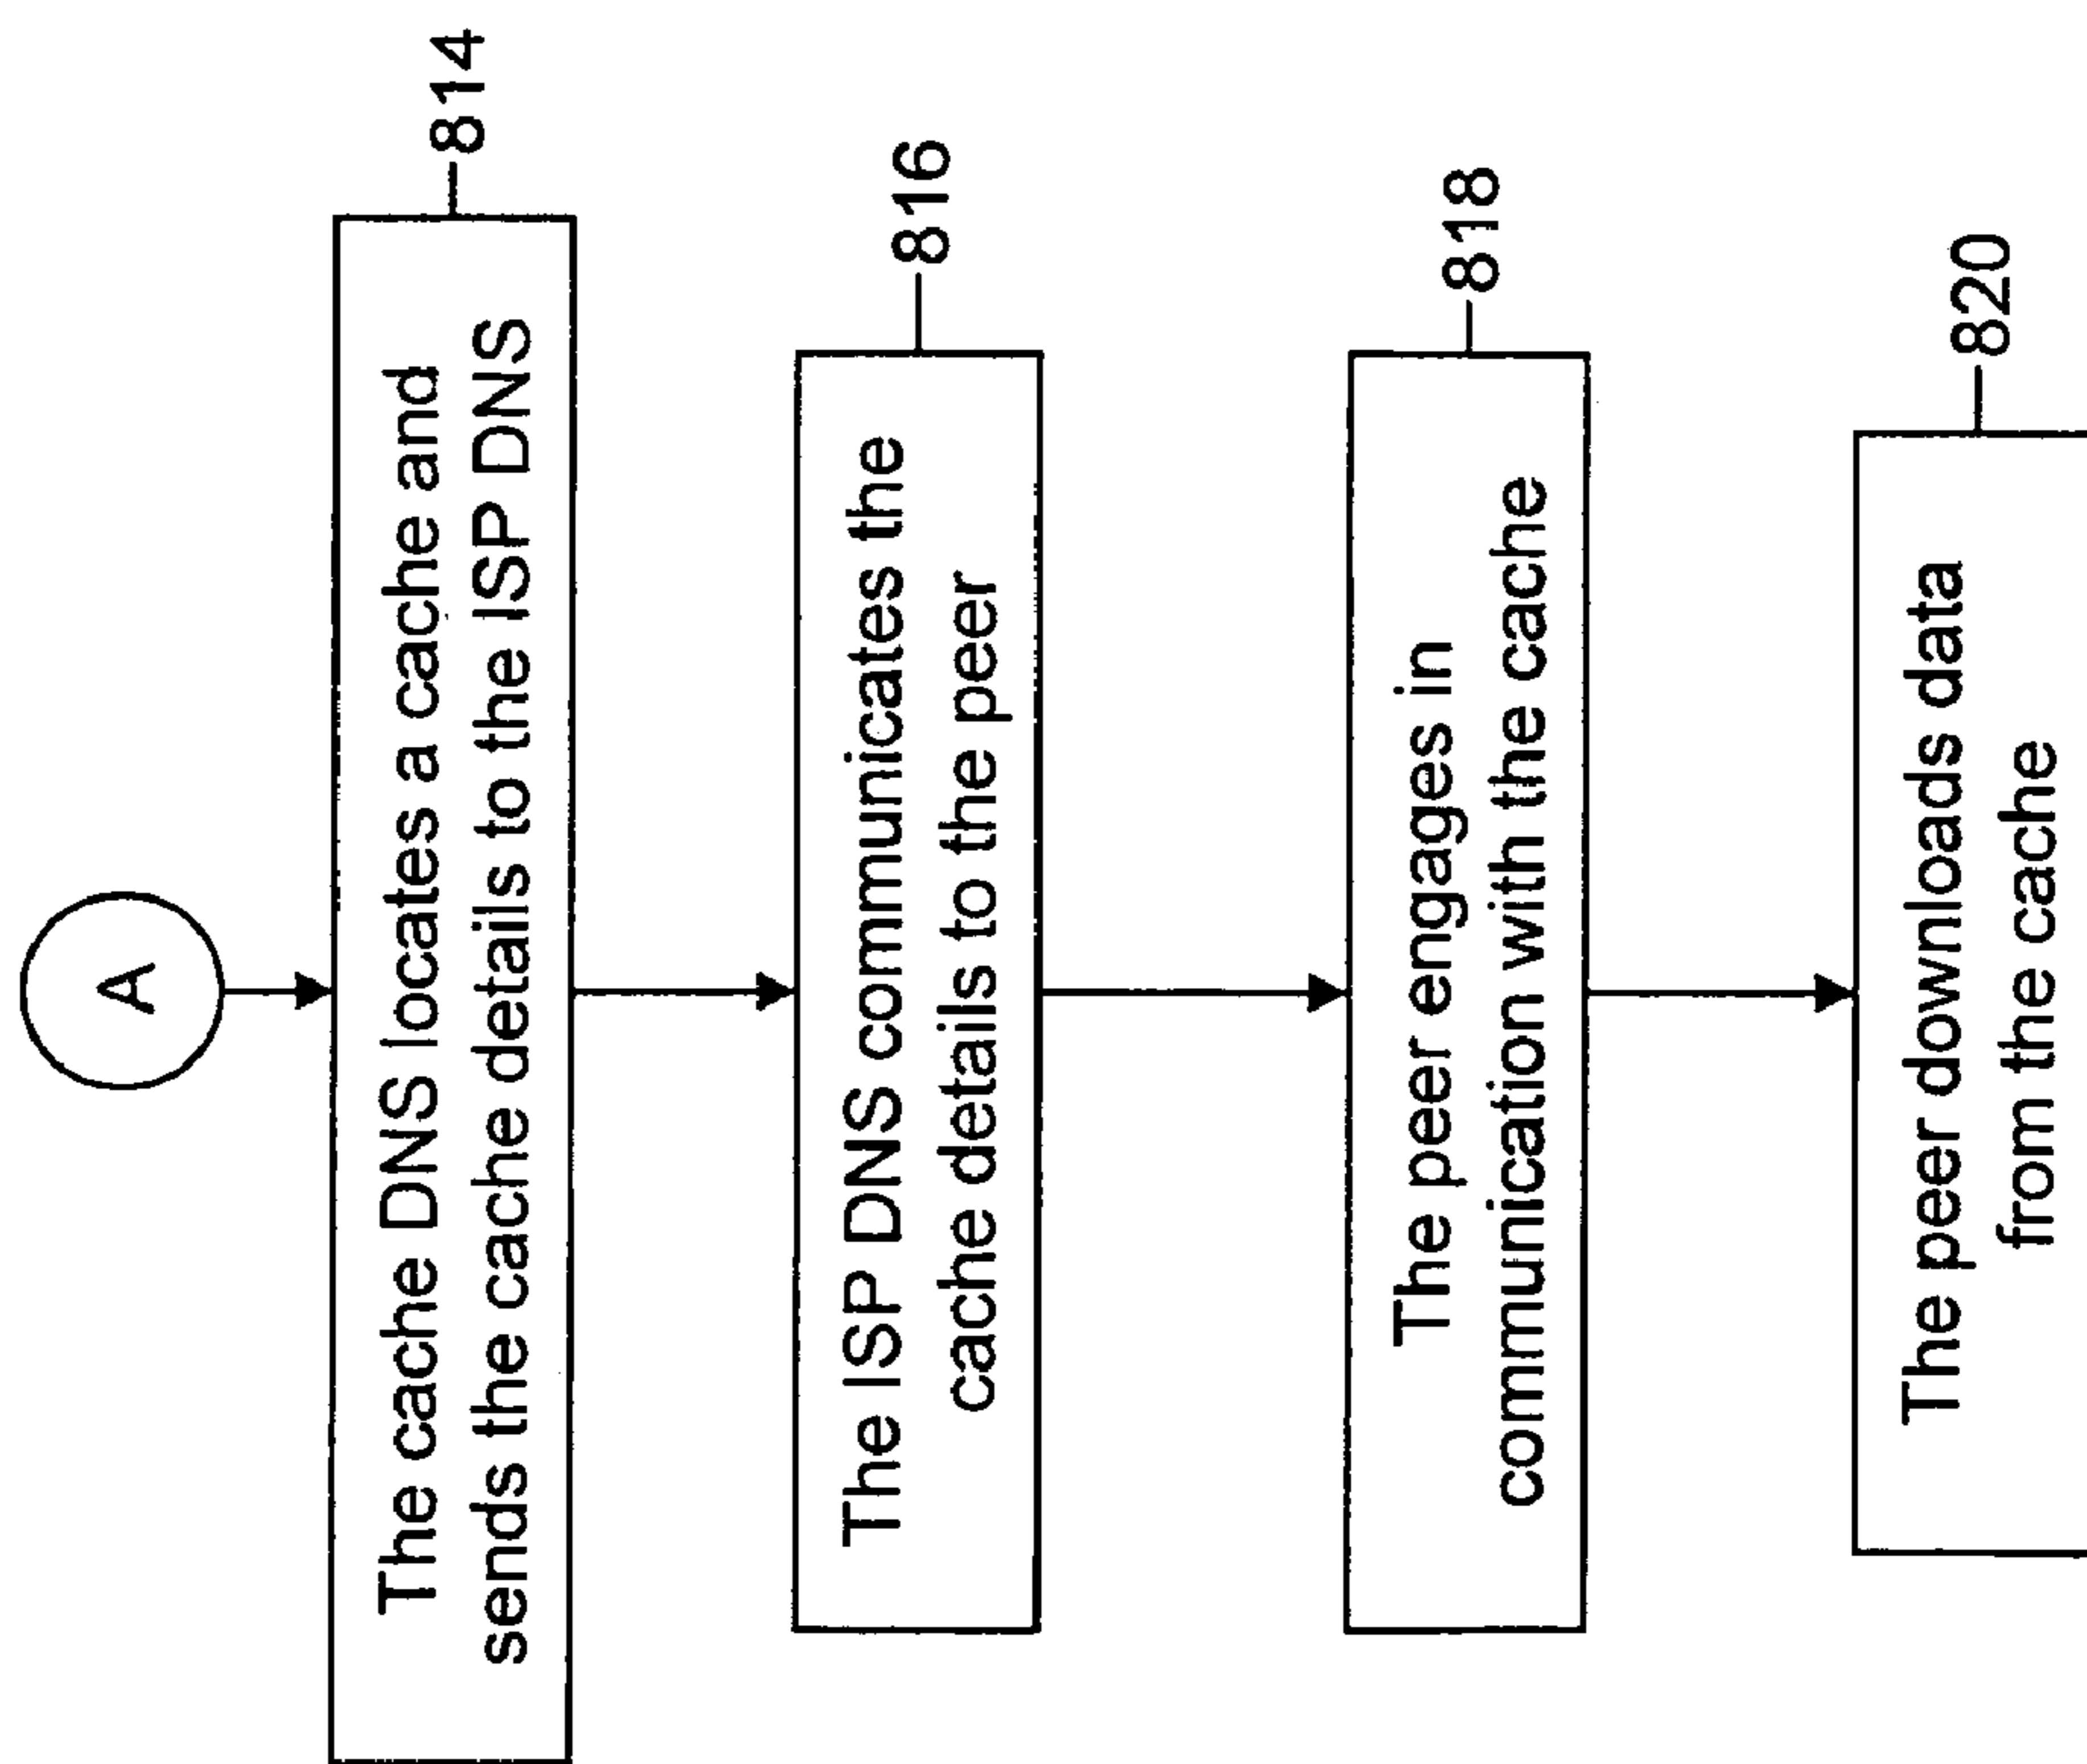 A
The cache DNS locates a cache and
sends the cache details to the ISP DNS
814
The ISP DNS communicates the
cache details to the peer
816
The peer engages in
communication with the cache
818
The peer downloads data
from the cache
820